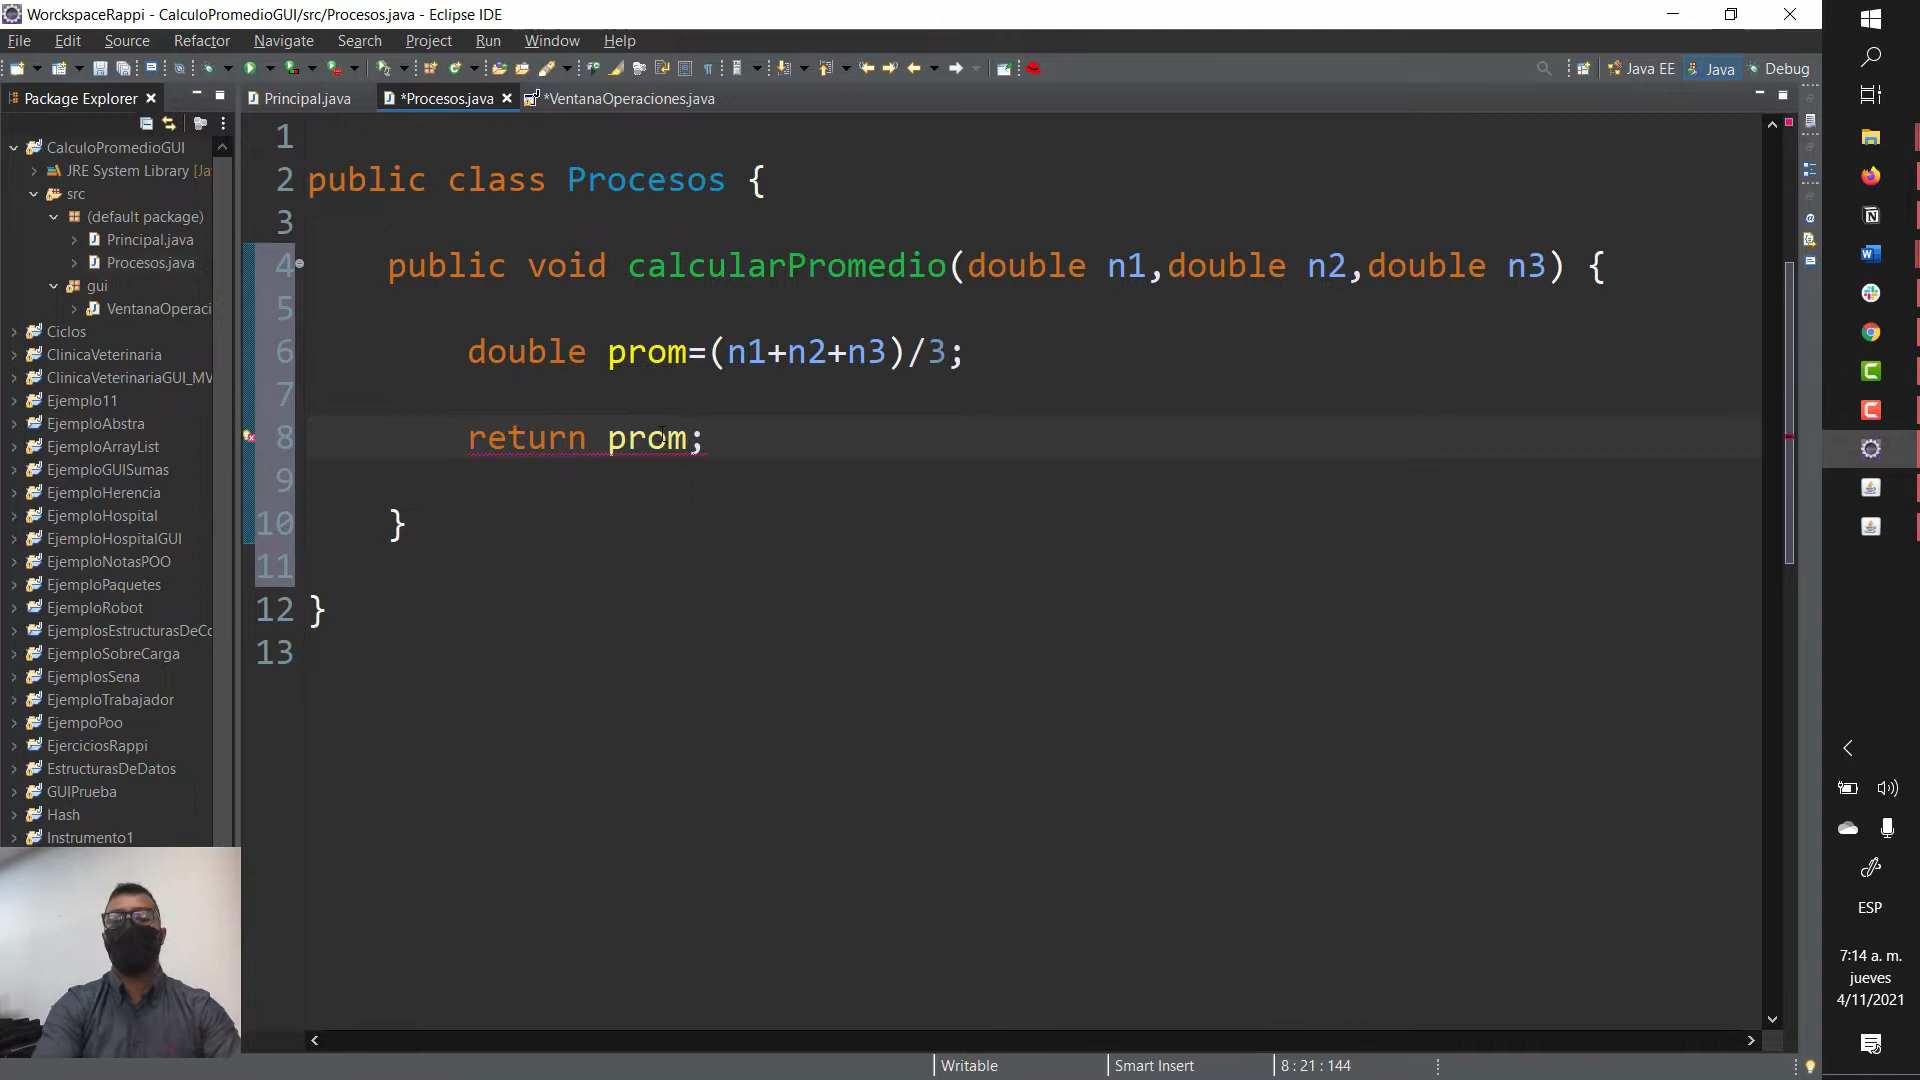 WorckspaceRappi - CalculoPromedioGUI/src/Procesos.java - Eclipse IDE
File Edit Source Refactor Navigate Search Project Run Window Help
Java EE Java Debug
Package Explorer
Principal.java *Procesos.java *VentanaOperaciones.java
CalculoPromedioGUI
JRE System Library [Ja
src
(default package)
Principal.java
Procesos.java
gui
VentanaOperaci
Ciclos
ClinicaVeterinaria
ClinicaVeterinariaGUI_MV
Ejemplo11
EjemploAbstra
EjemploArrayList
EjemploGUISumas
EjemploHerencia
EjemploHospital
EjemploHospitalGUI
EjemploNotasPOO
EjemploPaquetes
EjemploRobot
EjemplosEstructurasDeCo
EjemploSobreCarga
EjemplosSena
EjemploTrabajador
EjempoPoo
EjerciciosRappi
EstructurasDeDatos
GUIPrueba
Hash
Instrumento1
1
2 public class Procesos {
3
4 public void calcularPromedio(double n1,double n2,double n3) {
5
6 double prom=(n1+n2+n3)/3;
7
8 return prom;
9
10 }
11
12 }
13
Writable Smart Insert 8 : 21 : 144
ESP
7:14 a. m.
jueves
4/11/2021